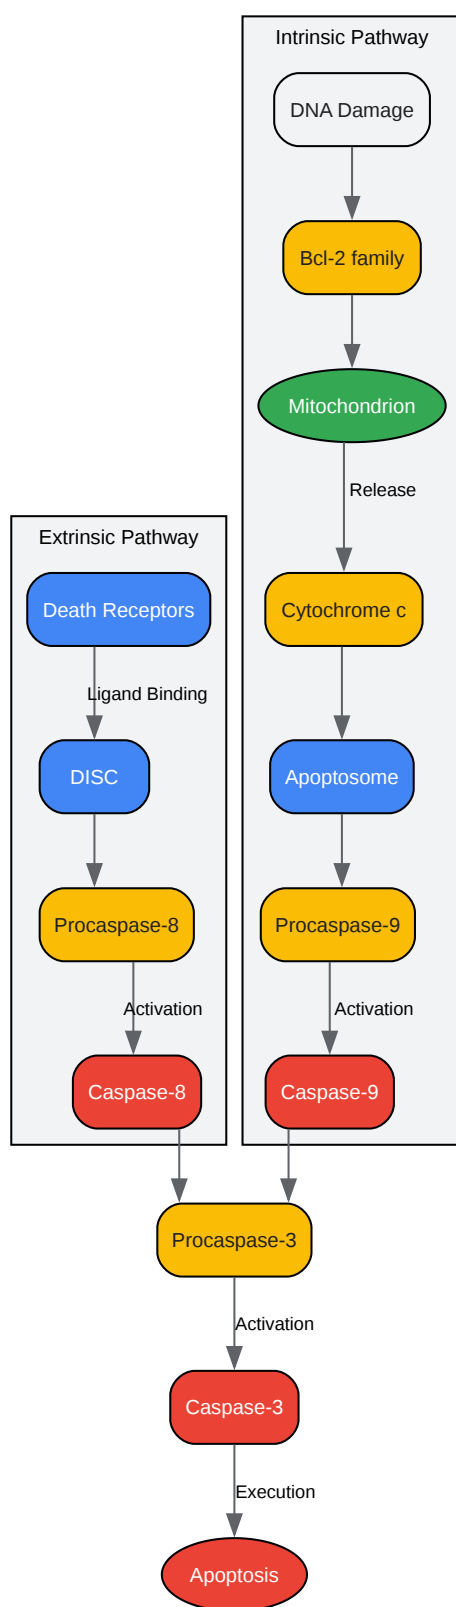 Intrinsic Pathway
DNA Damage
Bcl-2 family
Mitochondrion
Release
Cytochrome c
Apoptosome
Procaspase-9
Activation
Caspase-9
Extrinsic Pathway
Death Receptors
Ligand Binding
DISC
Procaspase-8
Activation
Caspase-8
Procaspase-3
Activation
Caspase-3
Execution
Apoptosis